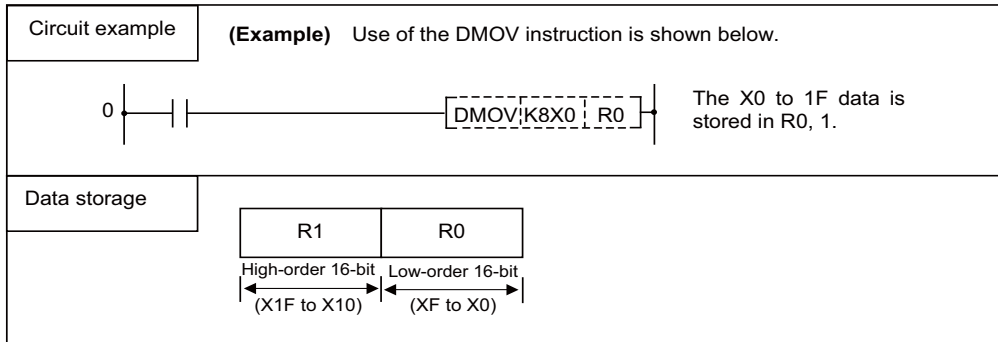 Circuit example
(Example) Use of the DMOV instruction is shown below.
0
DMOV K8X0 R0
The X0 to 1F data is
stored in R0, 1.
Data storage
R1 R0
High-order 16-bit Low-order 16-bit
(X1F to X10) (XF to X0)